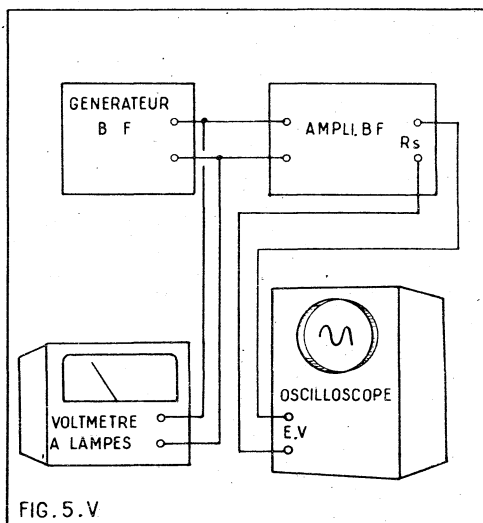 GENERATEUR
B F
AMPLI.BF
Rs
VOLTMETRE
A LAMPES
OSCILLOSCOPE
E.V
FIG.5.V